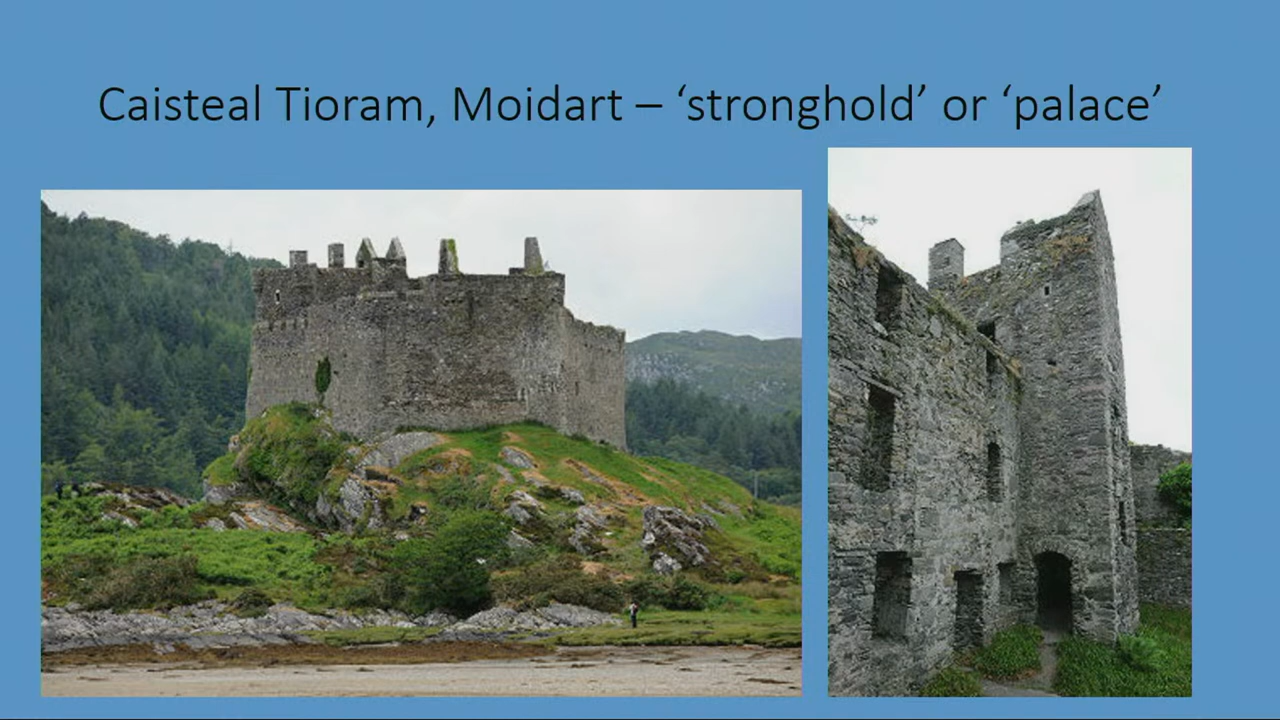 Caisteal Tioram, Moidart – ‘stronghold’ or ‘palace’